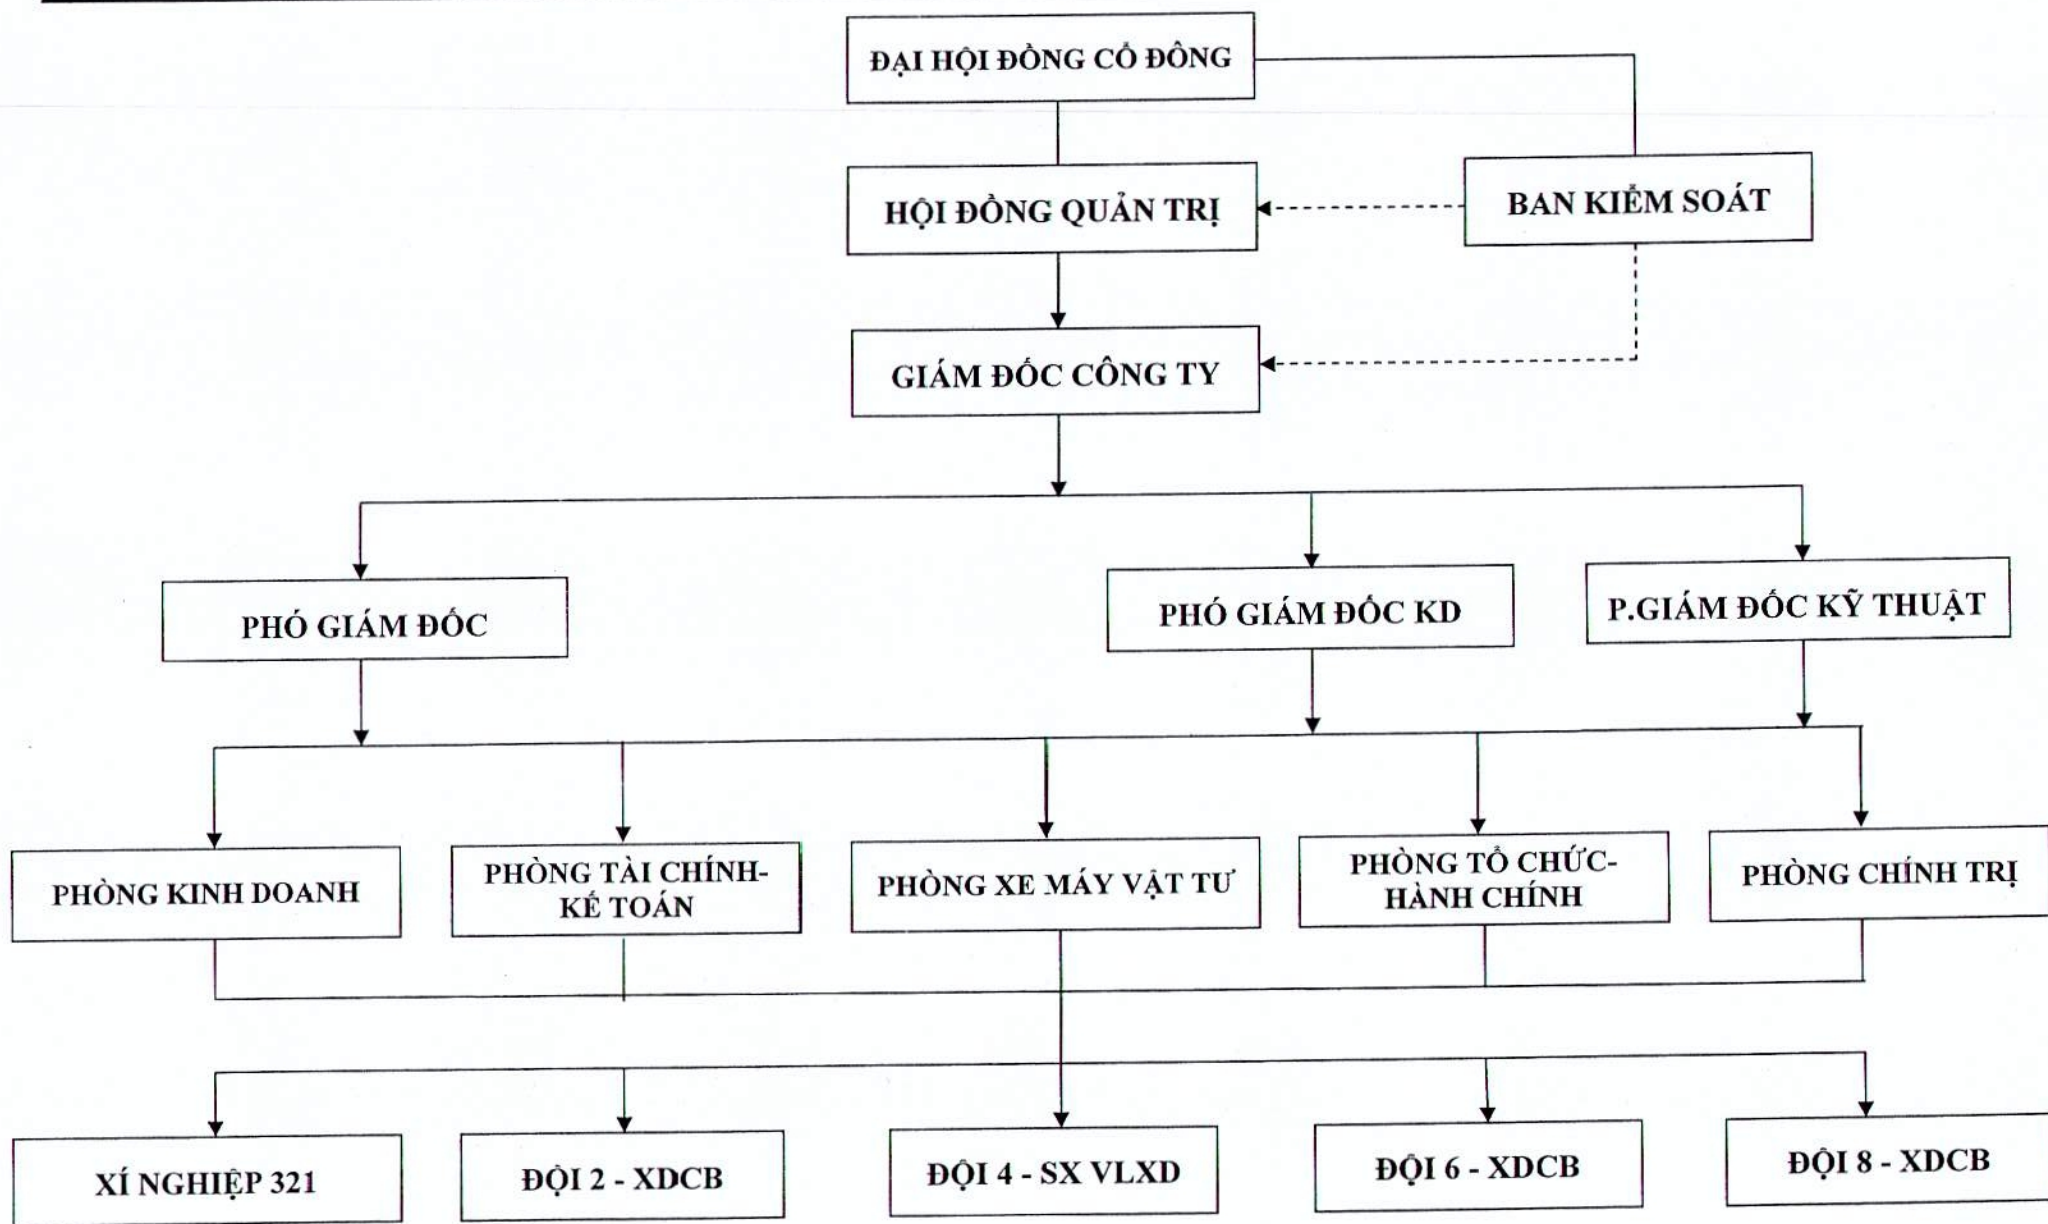 ĐẠI HỘI ĐỒNG CỔ ĐÔNG
HỘI ĐỒNG QUẢN TRỊ
BAN KIỂM SOÁT
GIÁM ĐỐC CÔNG TY
PHÓ GIÁM ĐỐC
PHÓ GIÁM ĐỐC KD
P.GIÁM ĐỐC KỸ THUẬT
PHÒNG KINH DOANH
PHÒNG TÀI CHÍNH-
KẾ TOÁN
PHÒNG XE MÁY VẬT TƯ
PHÒNG TỔ CHỨC-
HÀNH CHÍNH
PHÒNG CHÍNH TRỊ
XÍ NGHIỆP 321
ĐỘI 2 - XDCB
ĐỘI 4 - SX VLXD
ĐỘI 6 - XDCB
ĐỘI 8 - XDCB